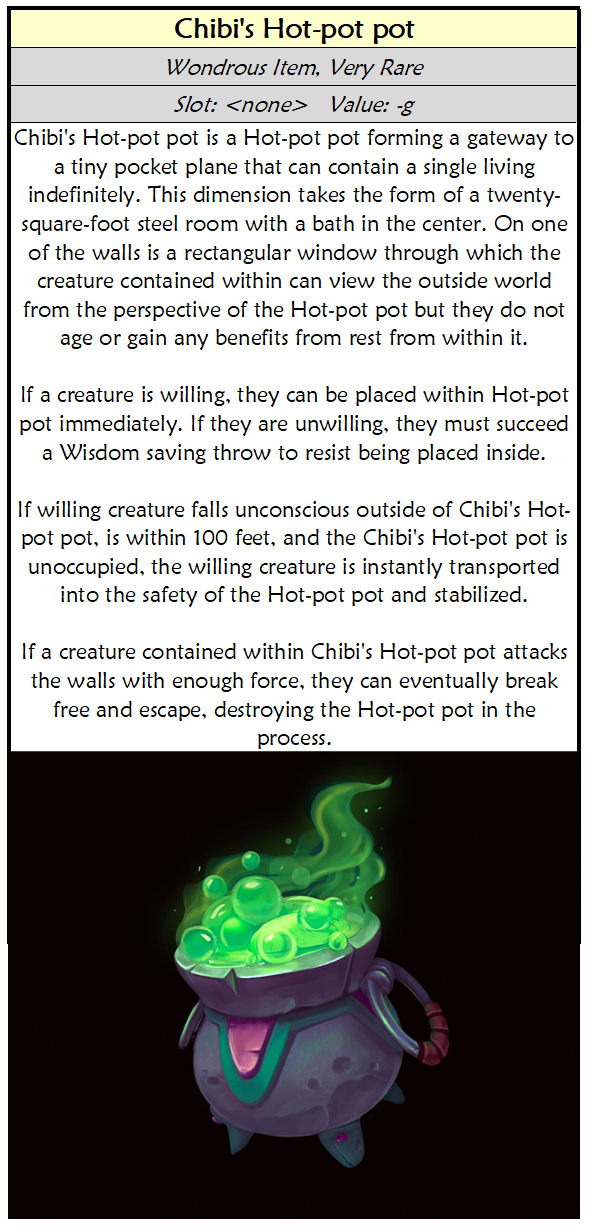 Chibi's Hot-pot pot
Wondrous Item, Very Rare
Slot: <none>   Value: -g
Chibi's Hot-pot pot is a Hot-pot pot forming a gateway to
a tiny pocket plane that can contain a single living
indefinitely. This dimension takes the form of a twenty-
square-foot steel room with a bath in the center. On one
of the walls is a rectangular window through which the
creature contained within can view the outside world
from the perspective of the Hot-pot pot but they do not
age or gain any benefits from rest from within it.
If a creature is willing, they can be placed within Hot-pot
pot immediately. If they are unwilling, they must succeed
a Wisdom saving throw to resist being placed inside.
If willing creature falls unconscious outside of Chibi's Hot-
pot pot, is within 100 feet, and the Chibi's Hot-pot pot is
unoccupied, the willing creature is instantly transported
into the safety of the Hot-pot pot and stabilized.
If a creature contained within Chibi's Hot-pot pot attacks
the walls with enough force, they can eventually break
free and escape, destroying the Hot-pot pot in the
process.